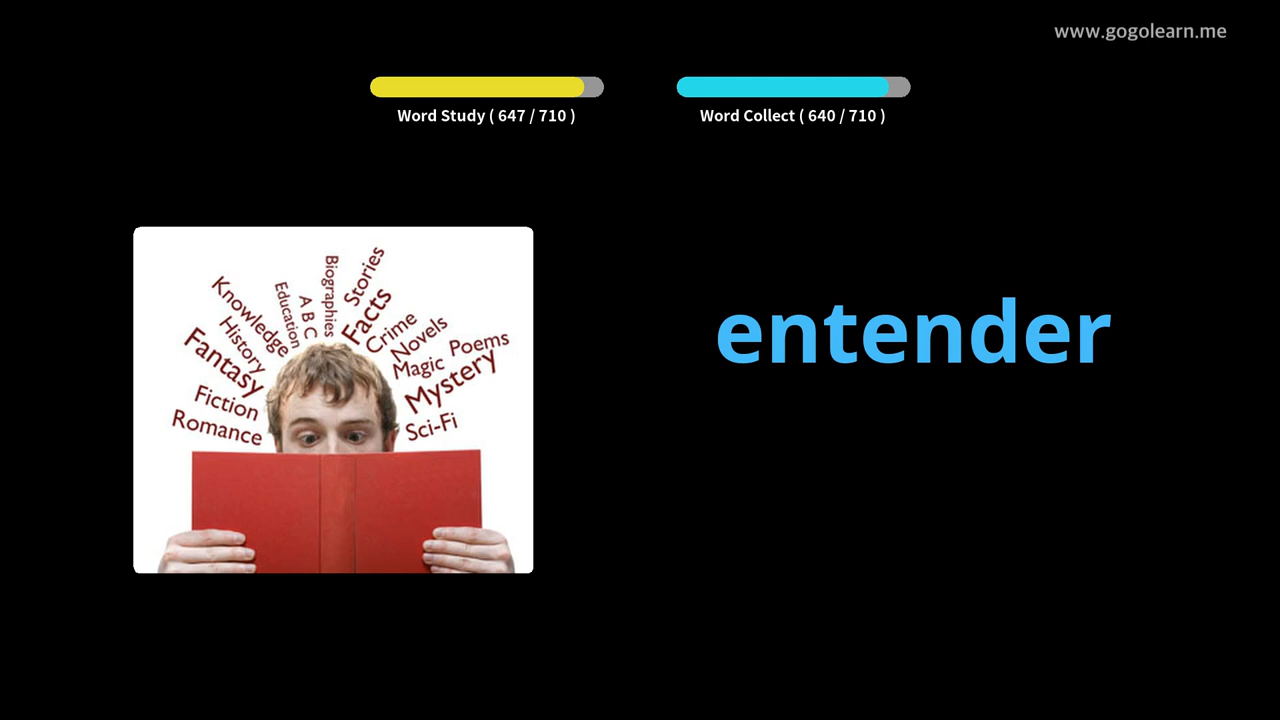 www.gogolearn.me
Word Study ( 647 / 710 )
Word Collect ( 640 / 710 )
Biographies
Stories
Education
A B C
Facts
Knowledge
Crime
History
Novels
Fantasy
Magic
Poems
Mystery
Fiction
Romance
Sci-Fi
entender